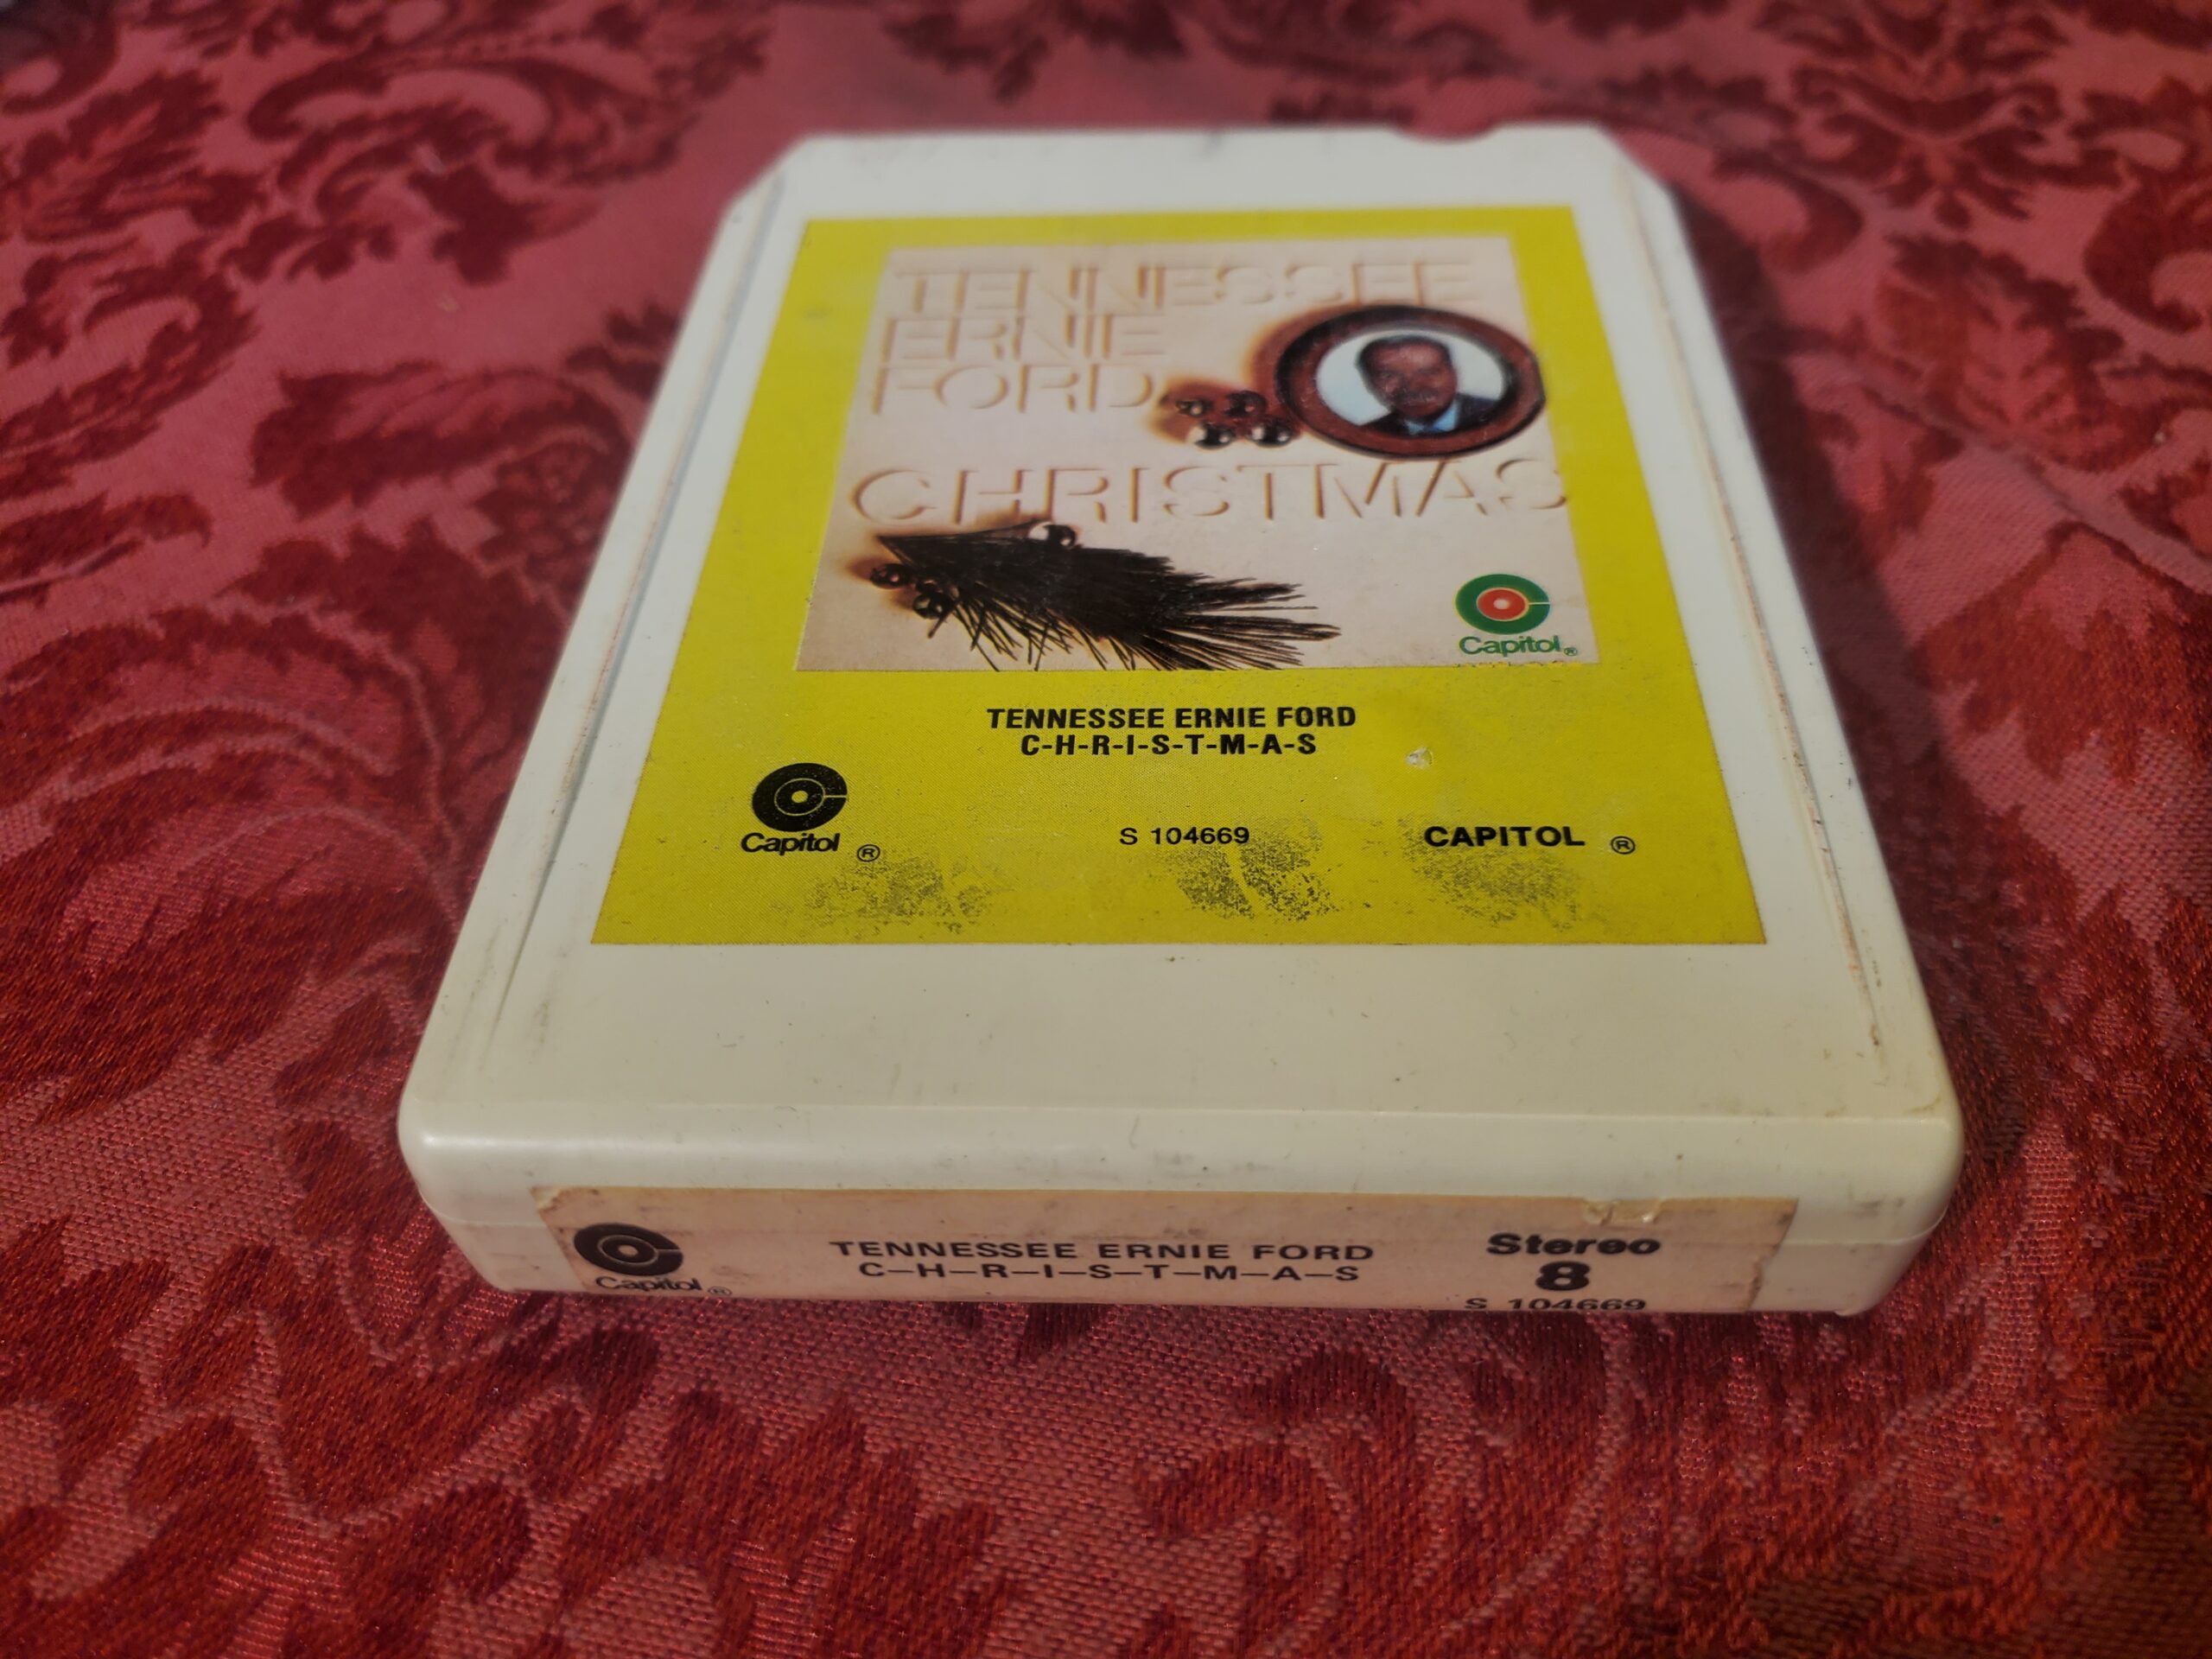 TENNESSEE
ERNIE
FORD
CHRISTMAS
Capitol®
TENNESSEE ERNIE FORD
C-H-R-I-S-T-M-A-S
Capitol ® S 104669 CAPITOL ®
TENNESSEE ERNIE FORD
C-H-R-I-S-T-M-A-S
Capitol®
Stereo
8
S 104669